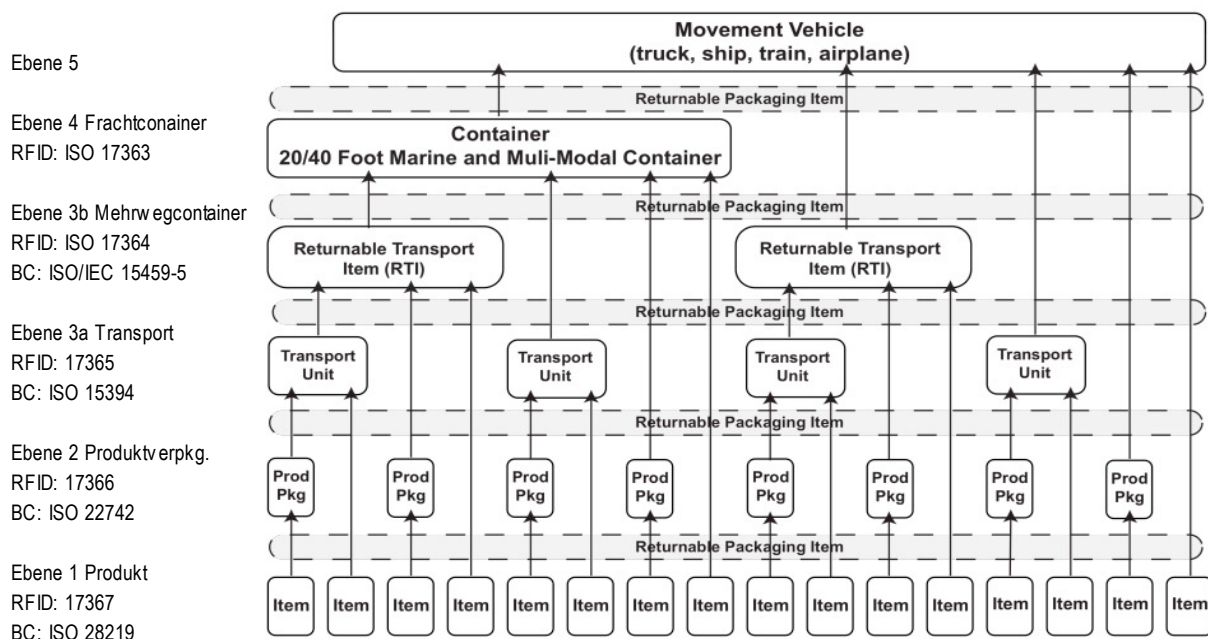 Movement Vehicle
(truck, ship, train, airplane)
Ebene 5
Returnable Packaging Item
Ebene 4 Frachtconainer
RFID: ISO 17363
Container
20/40 Foot Marine and Muli-Modal Container
Returnable Packaging Item
Ebene 3b Mehrwegcontainer
RFID: ISO 17364
BC: ISO/IEC 15459-5
Returnable Transport
Item (RTI)
Returnable Transport
Item (RTI)
Returnable Packaging Item
Ebene 3a Transport
RFID: 17365
BC: ISO 15394
Transport
Unit
Transport
Unit
Transport
Unit
Transport
Unit
Returnable Packaging Item
Ebene 2 Produktverpkg.
RFID: 17366
BC: ISO 22742
Prod
Pkg
Prod
Pkg
Prod
Pkg
Prod
Pkg
Prod
Pkg
Prod
Pkg
Prod
Pkg
Prod
Pkg
Returnable Packaging Item
Ebene 1 Produkt
RFID: 17367
BC: ISO 28219
Item Item Item Item Item Item Item Item Item Item Item Item Item Item Item Item